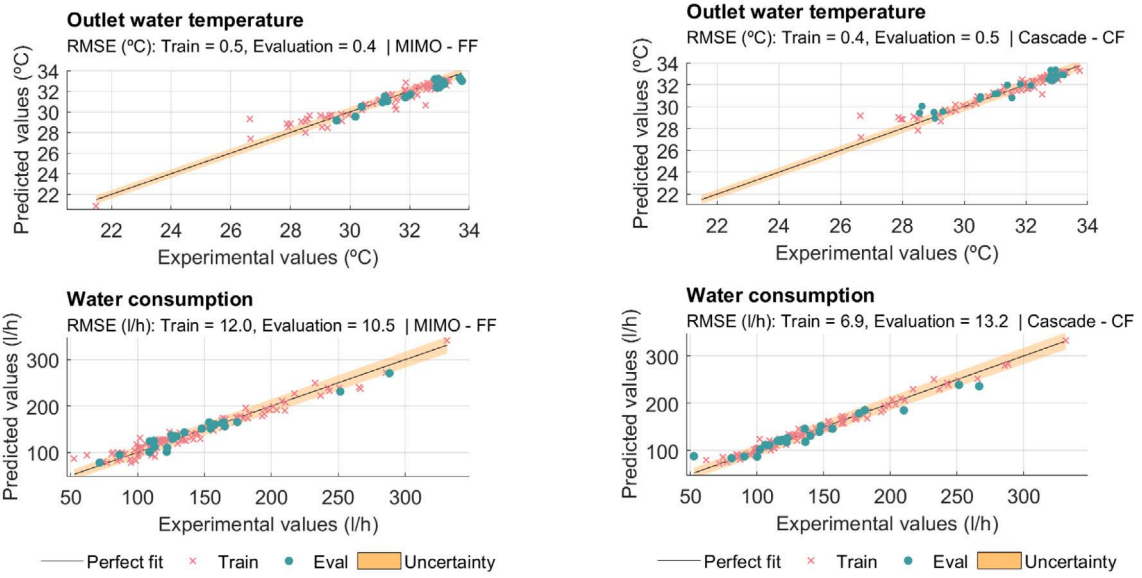 Outlet water temperature
RMSE (ºC): Train = 0.5, Evaluation = 0.4 | MIMO - FF
Predicted values (ºC)
34
32
30
28
26
24
22
22 24 26 28 30 32 34
Experimental values (ºC)
Outlet water temperature
RMSE (ºC): Train = 0.4, Evaluation = 0.5 | Cascade - CF
Predicted values (ºC)
34
32
30
28
26
24
22
22 24 26 28 30 32 34
Experimental values (ºC)
Water consumption
RMSE (l/h): Train = 12.0, Evaluation = 10.5 | MIMO - FF
Predicted values (l/h)
300
200
100
50 100 150 200 250 300
Experimental values (l/h)
Water consumption
RMSE (l/h): Train = 6.9, Evaluation = 13.2 | Cascade - CF
Predicted values (l/h)
300
200
100
50 100 150 200 250 300
Experimental values (l/h)
Perfect fit Train Eval Uncertainty
Perfect fit Train Eval Uncertainty